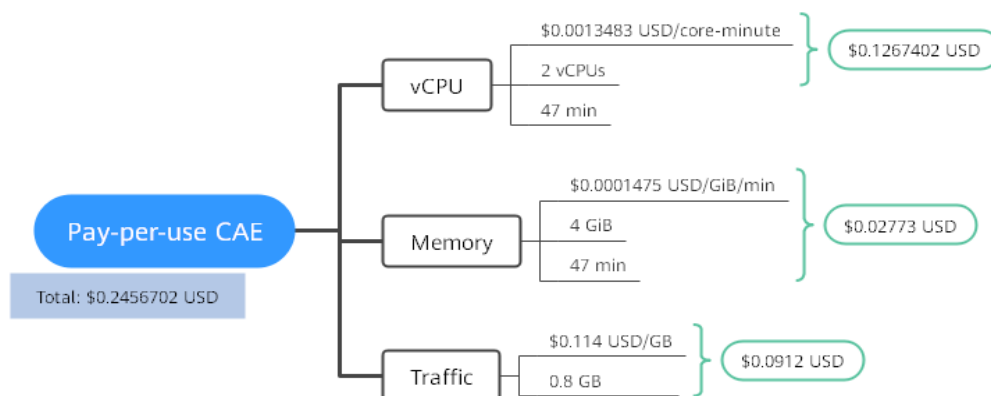 Pay-per-use CAE
Total: $0.2456702 USD
vCPU
$0.0013483 USD/core-minute
2 vCPUs
47 min
$0.1267402 USD
Memory
$0.0001475 USD/GiB/min
4 GiB
47 min
$0.02773 USD
Traffic
$0.114 USD/GB
0.8 GB
$0.0912 USD